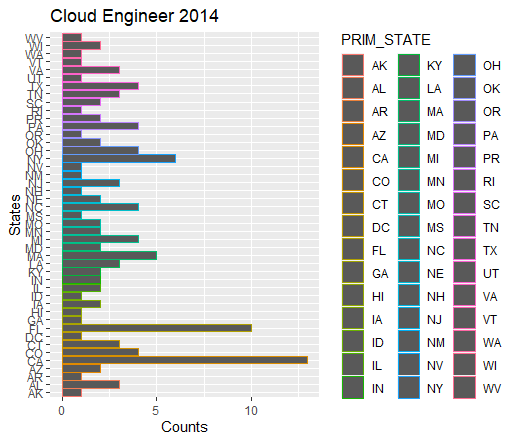 Cloud Engineer 2014
States
WV
WI
WA
VT
VA
UT
TX
TN
SC
RI
PR
PA
OR
OK
OH
NY
NV
NM
NJ
NH
NE
NC
MS
MO
MN
MI
MD
MA
LA
KY
IN
IL
ID
IA
HI
GA
FL
DC
CT
CO
CA
AZ
AR
AL
AK
0 5 10
Counts
PRIM_STATE
AK KY OH
AL LA OK
AR MA OR
AZ MD PA
CA MI PR
CO MN RI
CT MO SC
DC MS TN
FL NC TX
GA NE UT
HI NH VA
IA NJ VT
ID NM WA
IL NV WI
IN NY WV